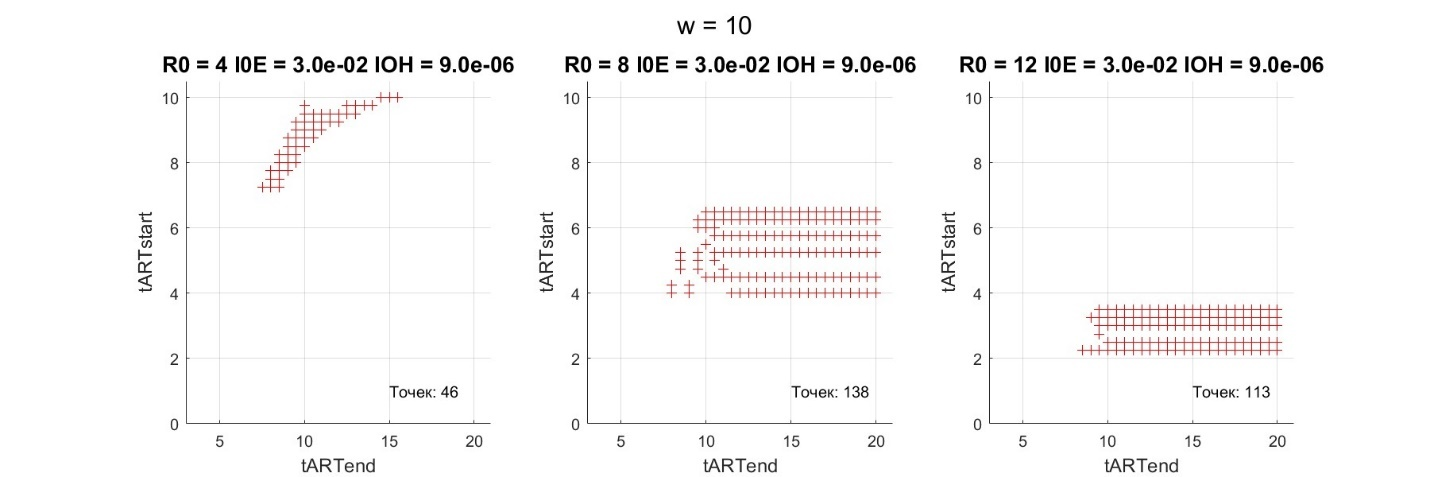 w = 10
R0 = 4 I0E = 3.0e-02 IOH = 9.0e-06
tARTstart
10
8
6
4
2
0
5
10
15
20
Точек: 46
tARTend
R0 = 8 I0E = 3.0e-02 IOH = 9.0e-06
tARTstart
10
8
6
4
2
0
5
10
15
20
Точек: 138
tARTend
R0 = 12 I0E = 3.0e-02 IOH = 9.0e-06
tARTstart
10
8
6
4
2
0
5
10
15
20
Точек: 113
tARTend